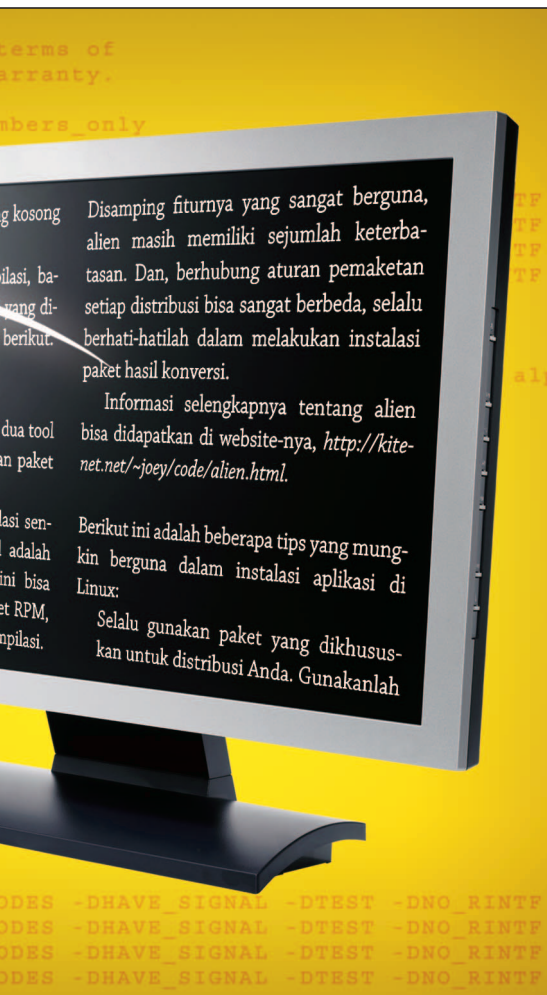 terms of
arranty.
mbers_only
g kosong
ilasi, ba-
yang di-
berikut:
dua tool
an paket
lasi sen-
adalah
ini bisa
et RPM,
mpilasi.
Disamping fiturnya yang sangat berguna,
alien masih memiliki sejumlah keterba-
tasan. Dan, berhubung aturan pemaketan
setiap distribusi bisa sangat berbeda, selalu
berhati-hatilah dalam melakukan instalasi
paket hasil konversi.
Informasi selengkapnya tentang alien
bisa didapatkan di website-nya, http://kite-
net.net/~joey/code/alien.html.
Berikut ini adalah beberapa tips yang mung-
kin berguna dalam instalasi aplikasi di
Linux:
Selalu gunakan paket yang dikhusus-
kan untuk distribusi Anda. Gunakanlah
TF
TF
TF
TF
alp
ODES -DHAVE_SIGNAL -DTEST -DNO_RINTF
ODES -DHAVE_SIGNAL -DTEST -DNO_RINTF
ODES -DHAVE_SIGNAL -DTEST -DNO_RINTF
ODES -DHAVE_SIGNAL -DTEST -DNO_RINTF